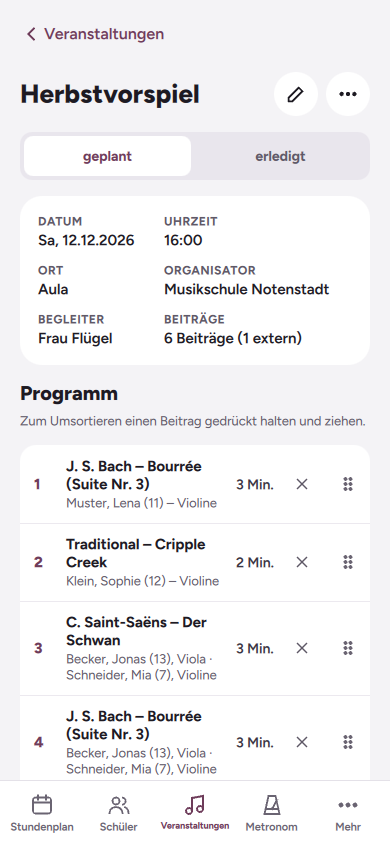 Veranstaltungen
Herbstvorspiel
geplant
erledigt
DATUM
UHRZEIT
Sa, 12.12.2026
16:00
ORT
ORGANISATOR
Aula
Musikschule Notenstadt
BEGLEITER
BEITRÄGE
Frau Flügel
6 Beiträge (1 extern)
Programm
Zum Umsortieren einen Beitrag gedrückt halten und ziehen.
1
J. S. Bach – Bourrée
(Suite Nr. 3)
Muster, Lena (11) – Violine
3 Min.
2
Traditional – Cripple
Creek
Klein, Sophie (12) – Violine
2 Min.
3
C. Saint-Saëns – Der
Schwan
Becker, Jonas (13), Viola ·
Schneider, Mia (7), Violine
3 Min.
4
J. S. Bach – Bourrée
(Suite Nr. 3)
Becker, Jonas (13), Viola ·
Schneider, Mia (7), Violine
3 Min.
Stundenplan
Schüler
Veranstaltungen
Metronom
Mehr